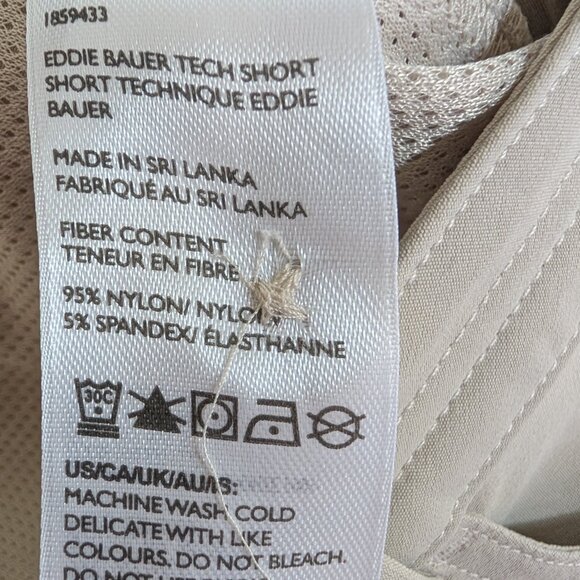 1859433
EDDIE BAUER TECH SHORT
SHORT TECHNIQUE EDDIE
BAUER
MADE IN SRI LANKA
FABRIQUÉ AU SRI LANKA
FIBER CONTENT
TENEUR EN FIBRE
95% NYLON/ NYLON
5% SPANDEX/ ÉLASTHANNE
30C
US/CA/UK/AU/IS:
MACHINE WASH COLD
DELICATE WITH LIKE
COLOURS. DO NOT BLEACH.